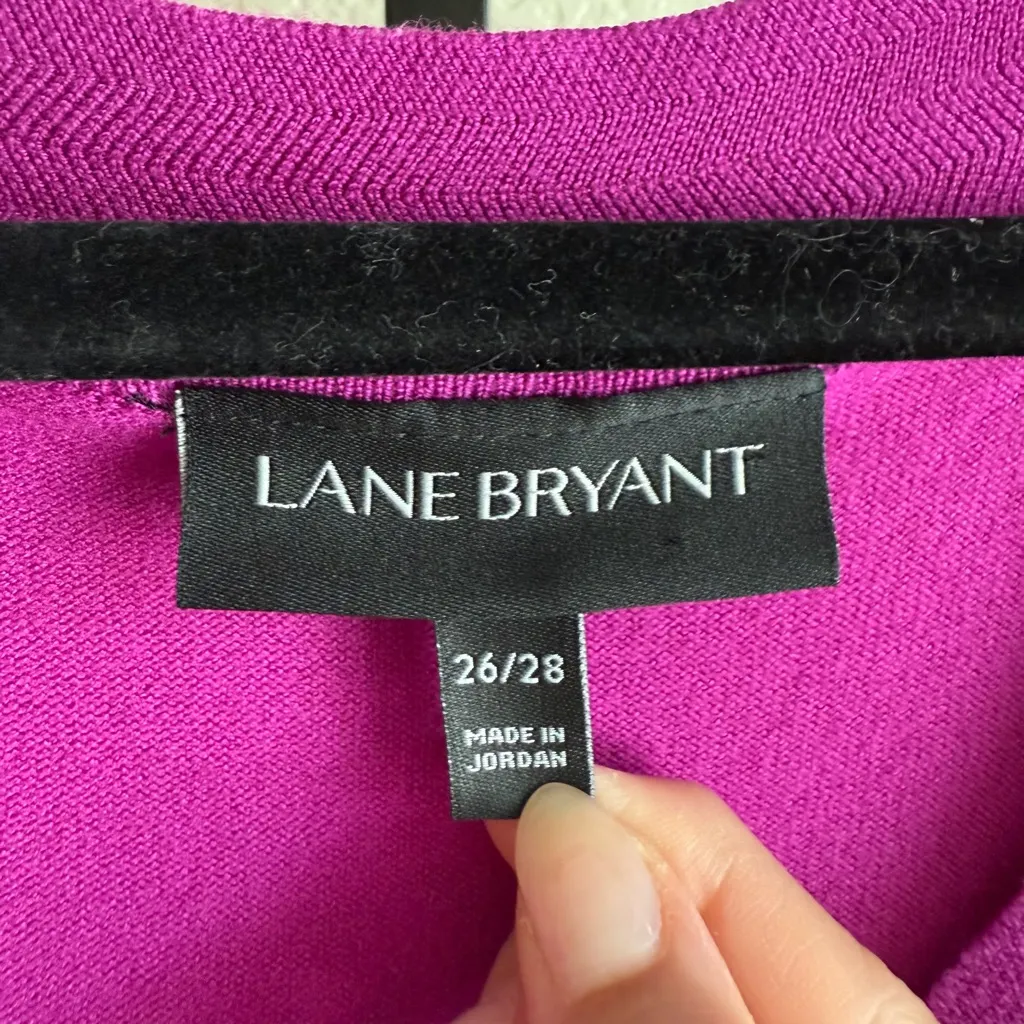 LANE BRYANT
26/28
MADE IN
JORDAN